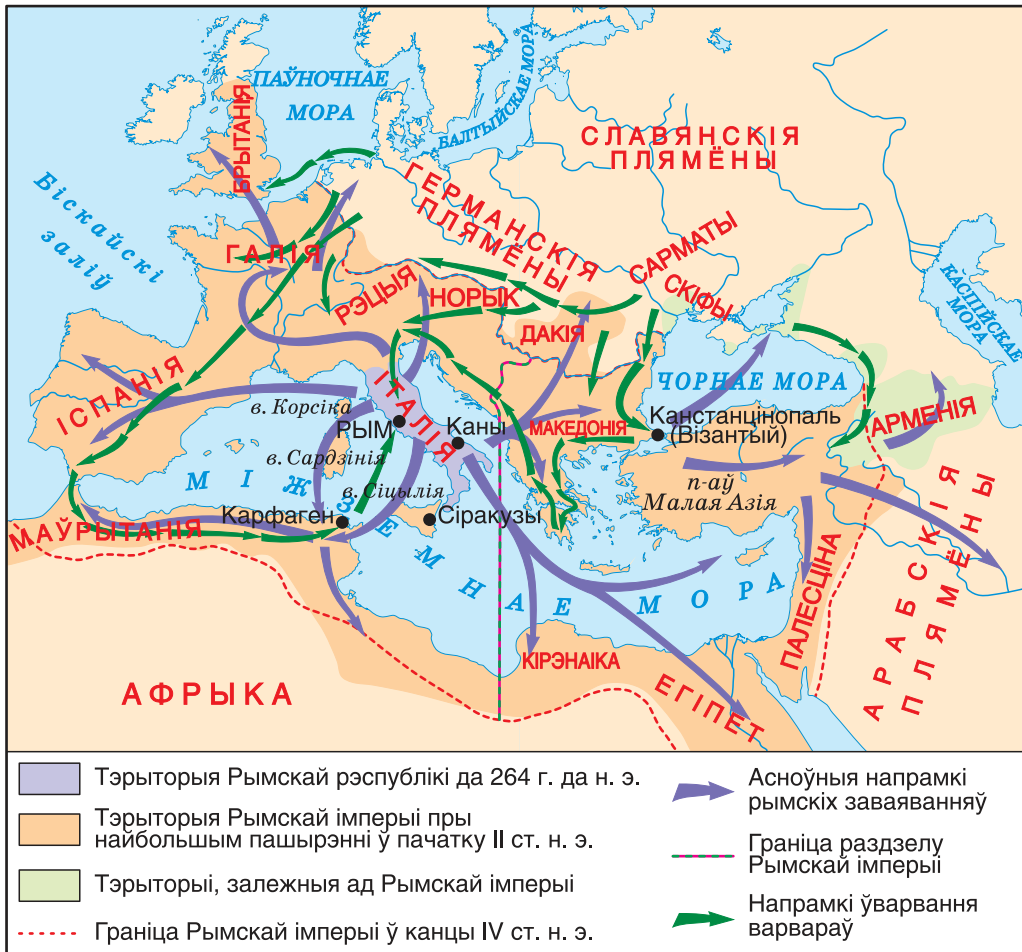 ПАЎНОЧНАЕ
МОРА
БАЛТЫЙСКАЕ МОРА
БРЫТАНІЯ
СЛАВЯНСКІЯ
ПЛЯМЁНЫ
Біскайскі
заліў
ГЕРМАНСКІЯ
ПЛЯМЁНЫ
САРМАТЫ
СКІФЫ
КАСПІЙСКАЕ
МОРА
ГАЛІЯ
РЭЦЫЯ
НОРЫК
ДАКІЯ
ЧОРНАЕ МОРА
ІСПАНІЯ
в. Корсіка
ІТАЛІЯ
РЫМ
Каны
МАКЕДОНІЯ
Канстанцінопаль
(Візантый)
АРМЕНІЯ
в. Сардзінія
в. Сіцылія
п-аў
Малая Азія
МІЖЗЕМНАЕ МОРА
Карфаген
Сіракузы
МАЎРЫТАНІЯ
ПАЛЕСЦІНА
АРАБСКІЯ
ПЛЯМЁНЫ
КІРЭНАІКА
ЕГІПЕТ
АФРЫКА
Тэрыторыя Рымскай рэспублікі да 264 г. да н. э.
Тэрыторыя Рымскай імперыі пры
найбольшым пашырэнні ў пачатку II ст. н. э.
Тэрыторыі, залежныя ад Рымскай імперыі
Граніца Рымскай імперыі ў канцы IV ст. н. э.
Асноўныя напрамкі
рымскіх заваяванняў
Граніца раздзелу
Рымскай імперыі
Напрамкі ўварвання
варвараў